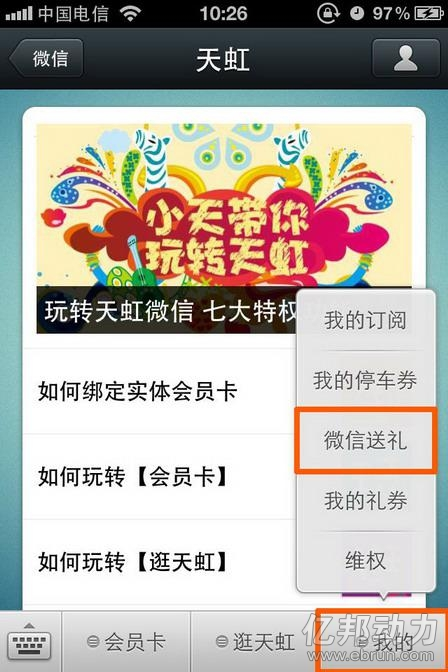 中国电信 10:26 97%
微信 天虹
小天带你
玩转天虹
玩转天虹微信 七大特权
如何绑定实体会员卡
如何玩转【会员卡】
如何玩转【逛天虹】
我的订阅
我的停车券
微信送礼
我的礼券
维权
会员卡 逛天虹 我的
亿邦动力
www.ebrun.com